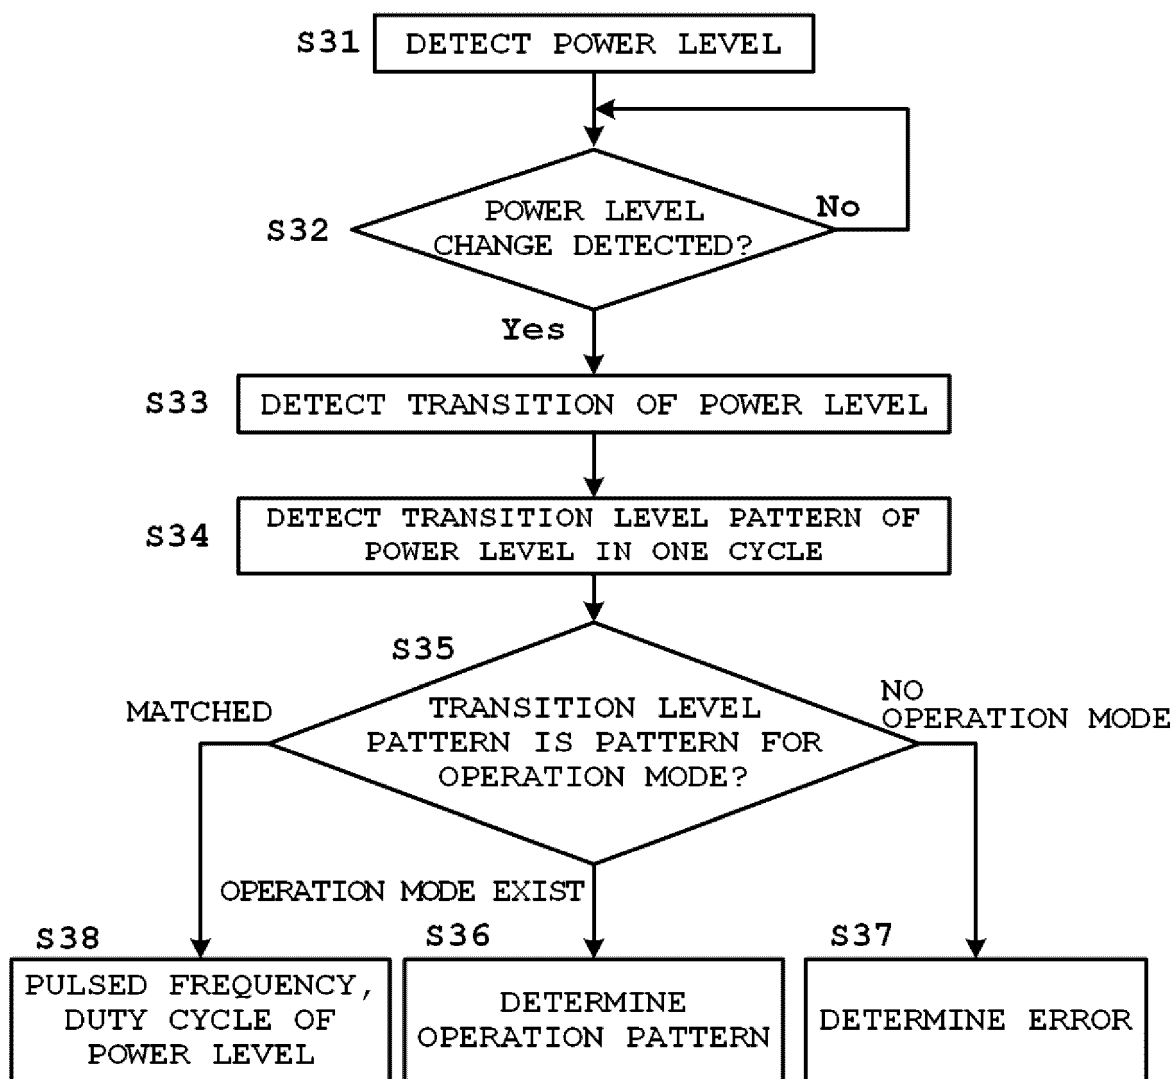 S31
DETECT POWER LEVEL
S32
POWER LEVEL
CHANGE DETECTED?
No
Yes
S33
DETECT TRANSITION OF POWER LEVEL
S34
DETECT TRANSITION LEVEL PATTERN OF
POWER LEVEL IN ONE CYCLE
S35
TRANSITION LEVEL
PATTERN IS PATTERN FOR
OPERATION MODE?
MATCHED
NO
OPERATION MODE
OPERATION MODE EXIST
S38
PULSED FREQUENCY,
DUTY CYCLE OF
POWER LEVEL
S36
DETERMINE
OPERATION PATTERN
S37
DETERMINE ERROR